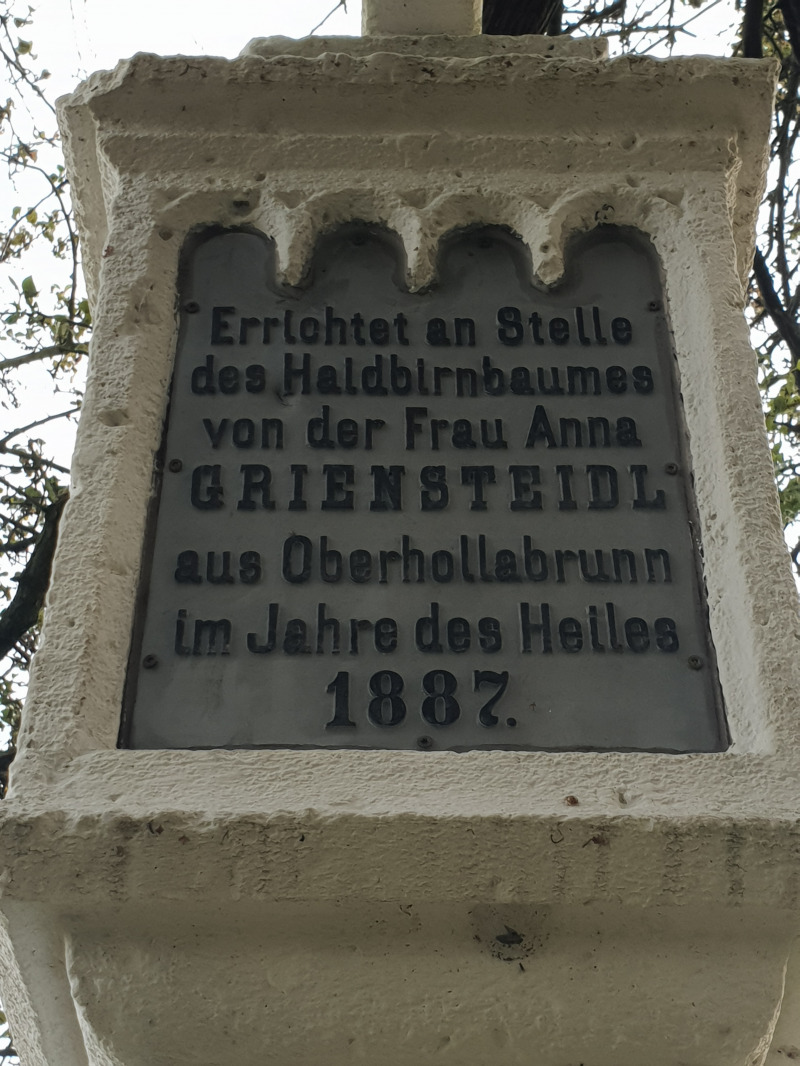 Errichtet an Stelle
des Haidbirnbaumes
von der Frau Anna
GRIENSTEIDL
aus Oberhollabrunn
im Jahre des Heiles
1887.